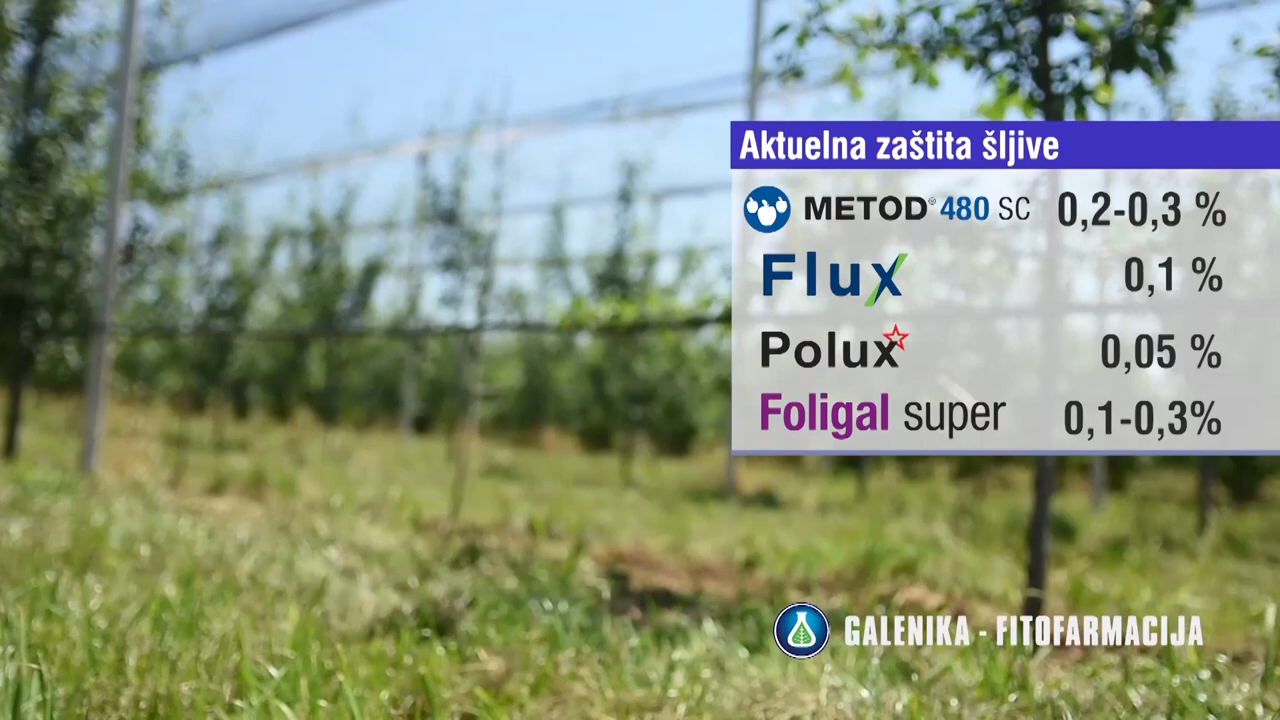 Aktuelna zaštita šljive
METOD® 480 SC 0,2-0,3 %
Flux 0,1 %
Polux 0,05 %
Foligal super 0,1-0,3%
GALENIKA - FITOFARMACIJA